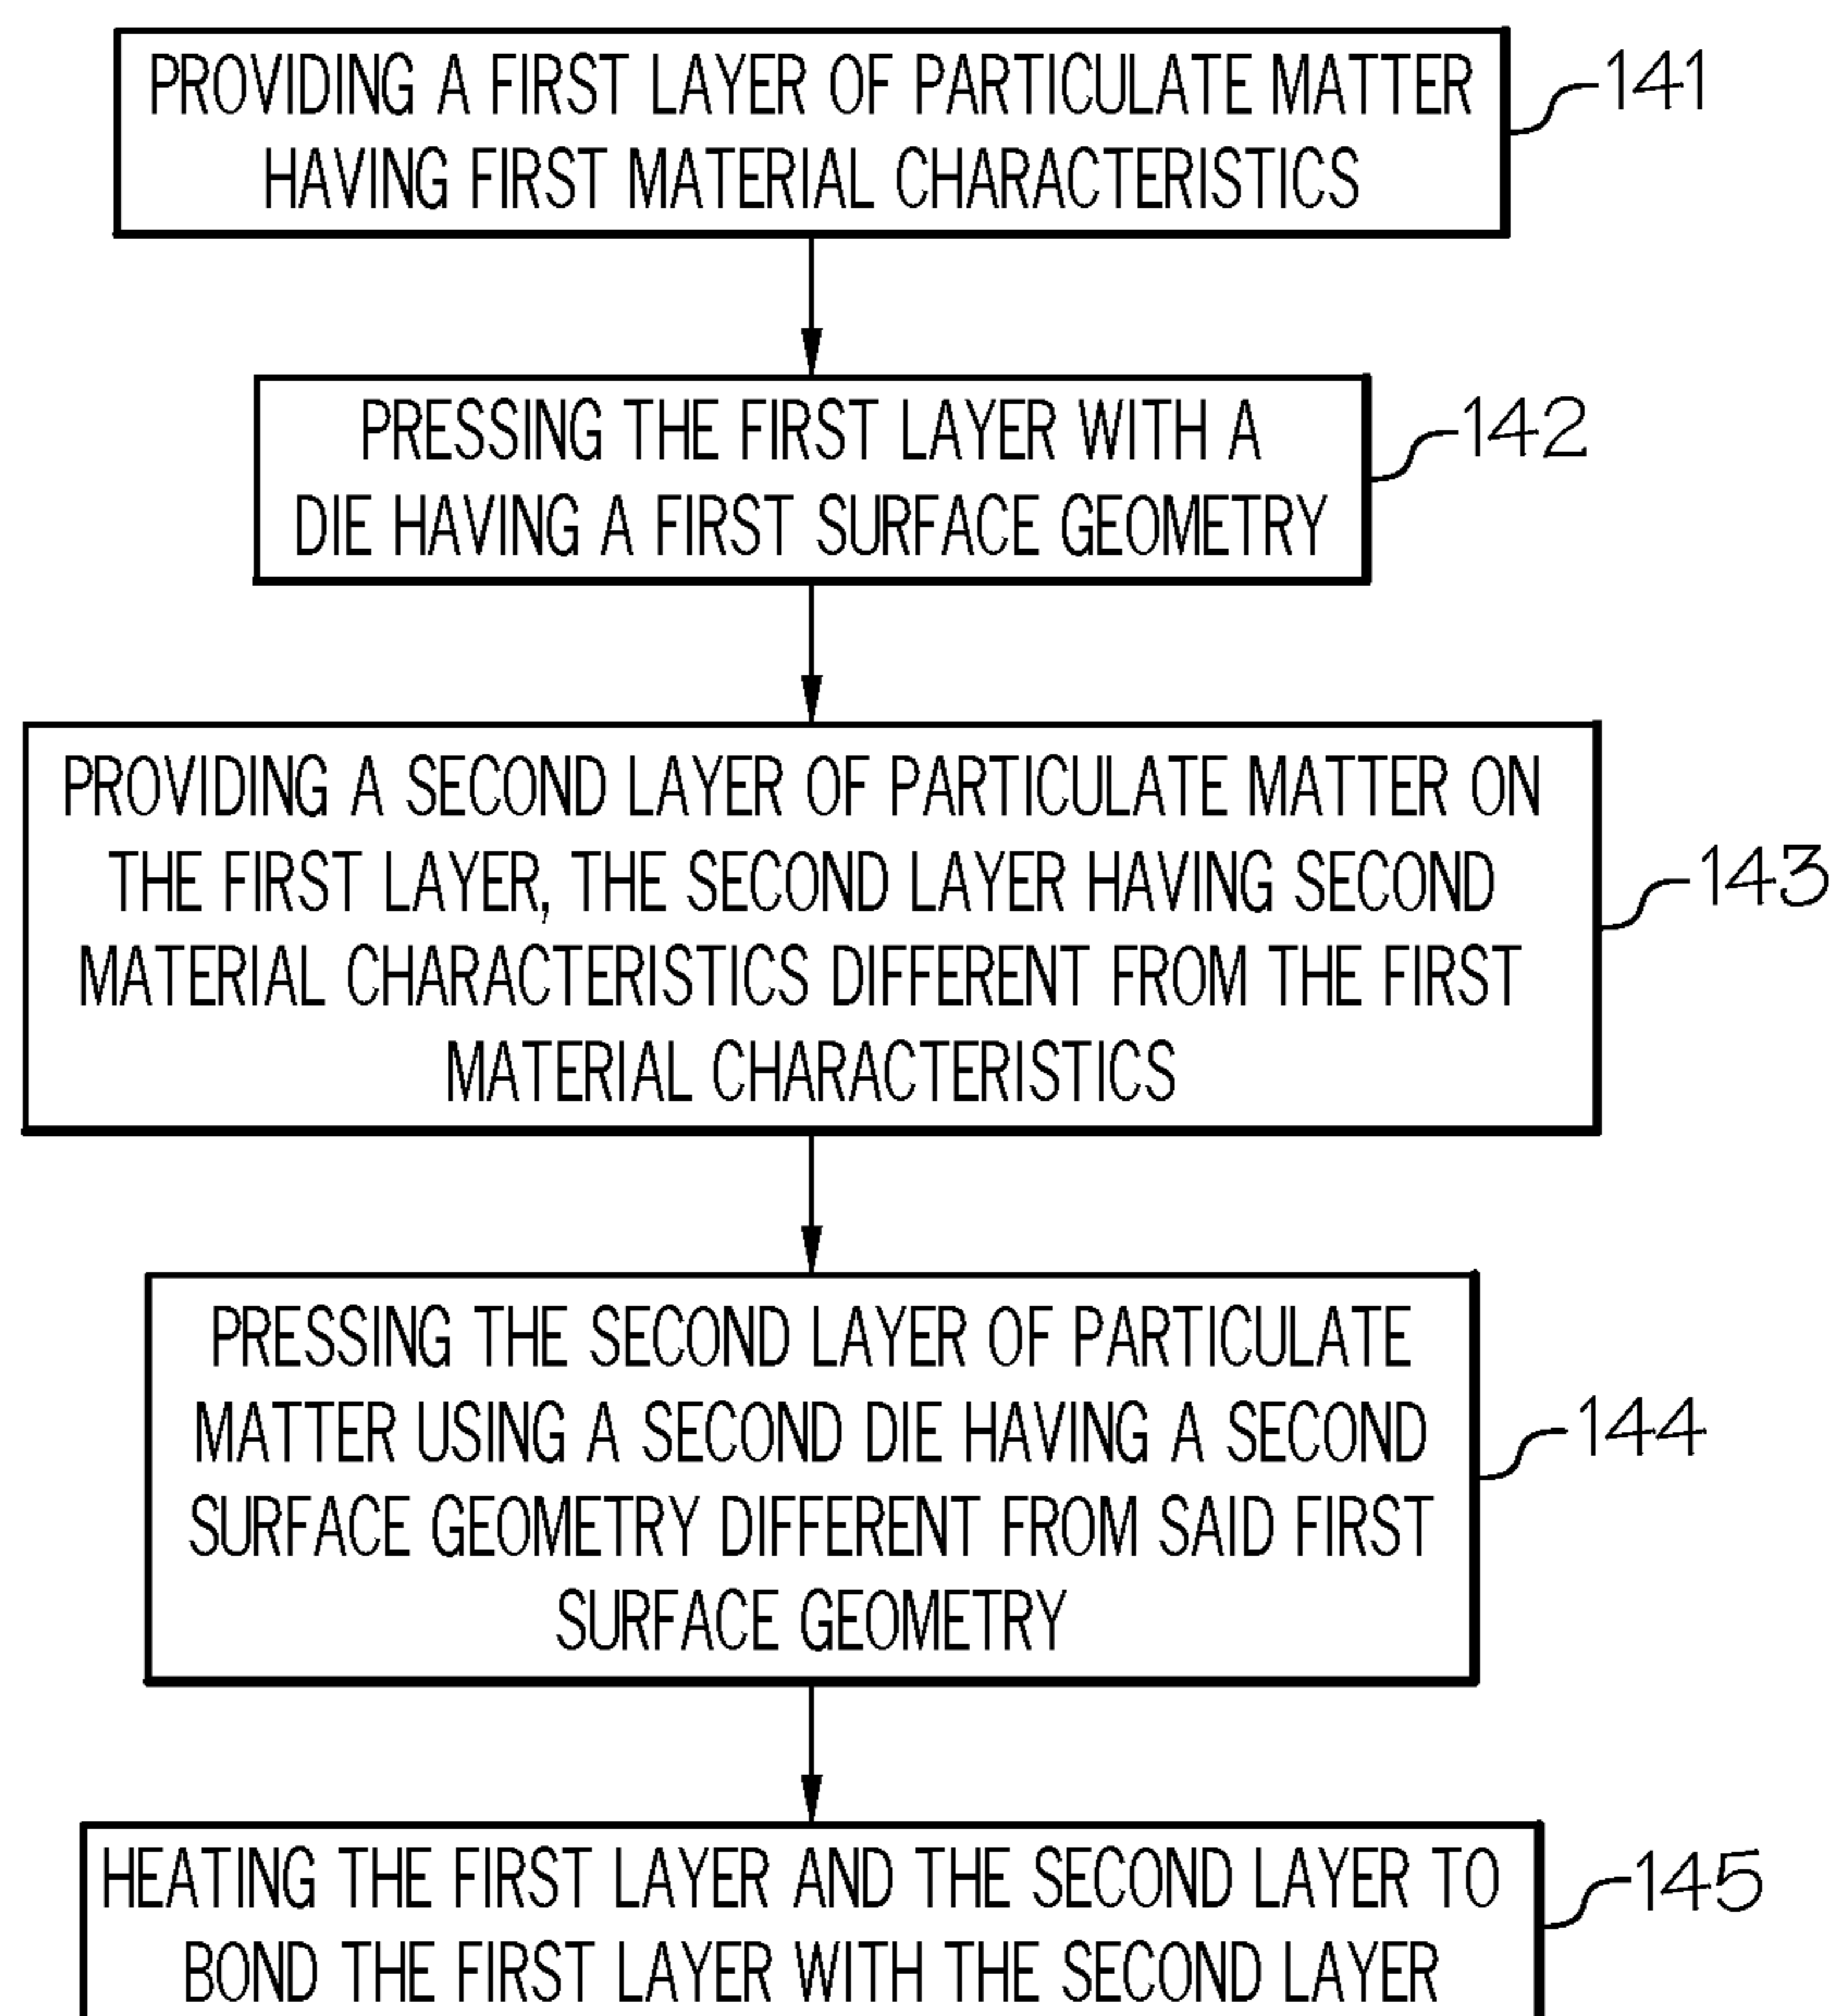 PROVIDING A FIRST LAYER OF PARTICULATE MATTER
HAVING FIRST MATERIAL CHARACTERISTICS
141
PRESSING THE FIRST LAYER WITH A
DIE HAVING A FIRST SURFACE GEOMETRY
142
PROVIDING A SECOND LAYER OF PARTICULATE MATTER ON
THE FIRST LAYER, THE SECOND LAYER HAVING SECOND
MATERIAL CHARACTERISTICS DIFFERENT FROM THE FIRST
MATERIAL CHARACTERISTICS
143
PRESSING THE SECOND LAYER OF PARTICULATE
MATTER USING A SECOND DIE HAVING A SECOND
SURFACE GEOMETRY DIFFERENT FROM SAID FIRST
SURFACE GEOMETRY
144
HEATING THE FIRST LAYER AND THE SECOND LAYER TO
BOND THE FIRST LAYER WITH THE SECOND LAYER
145